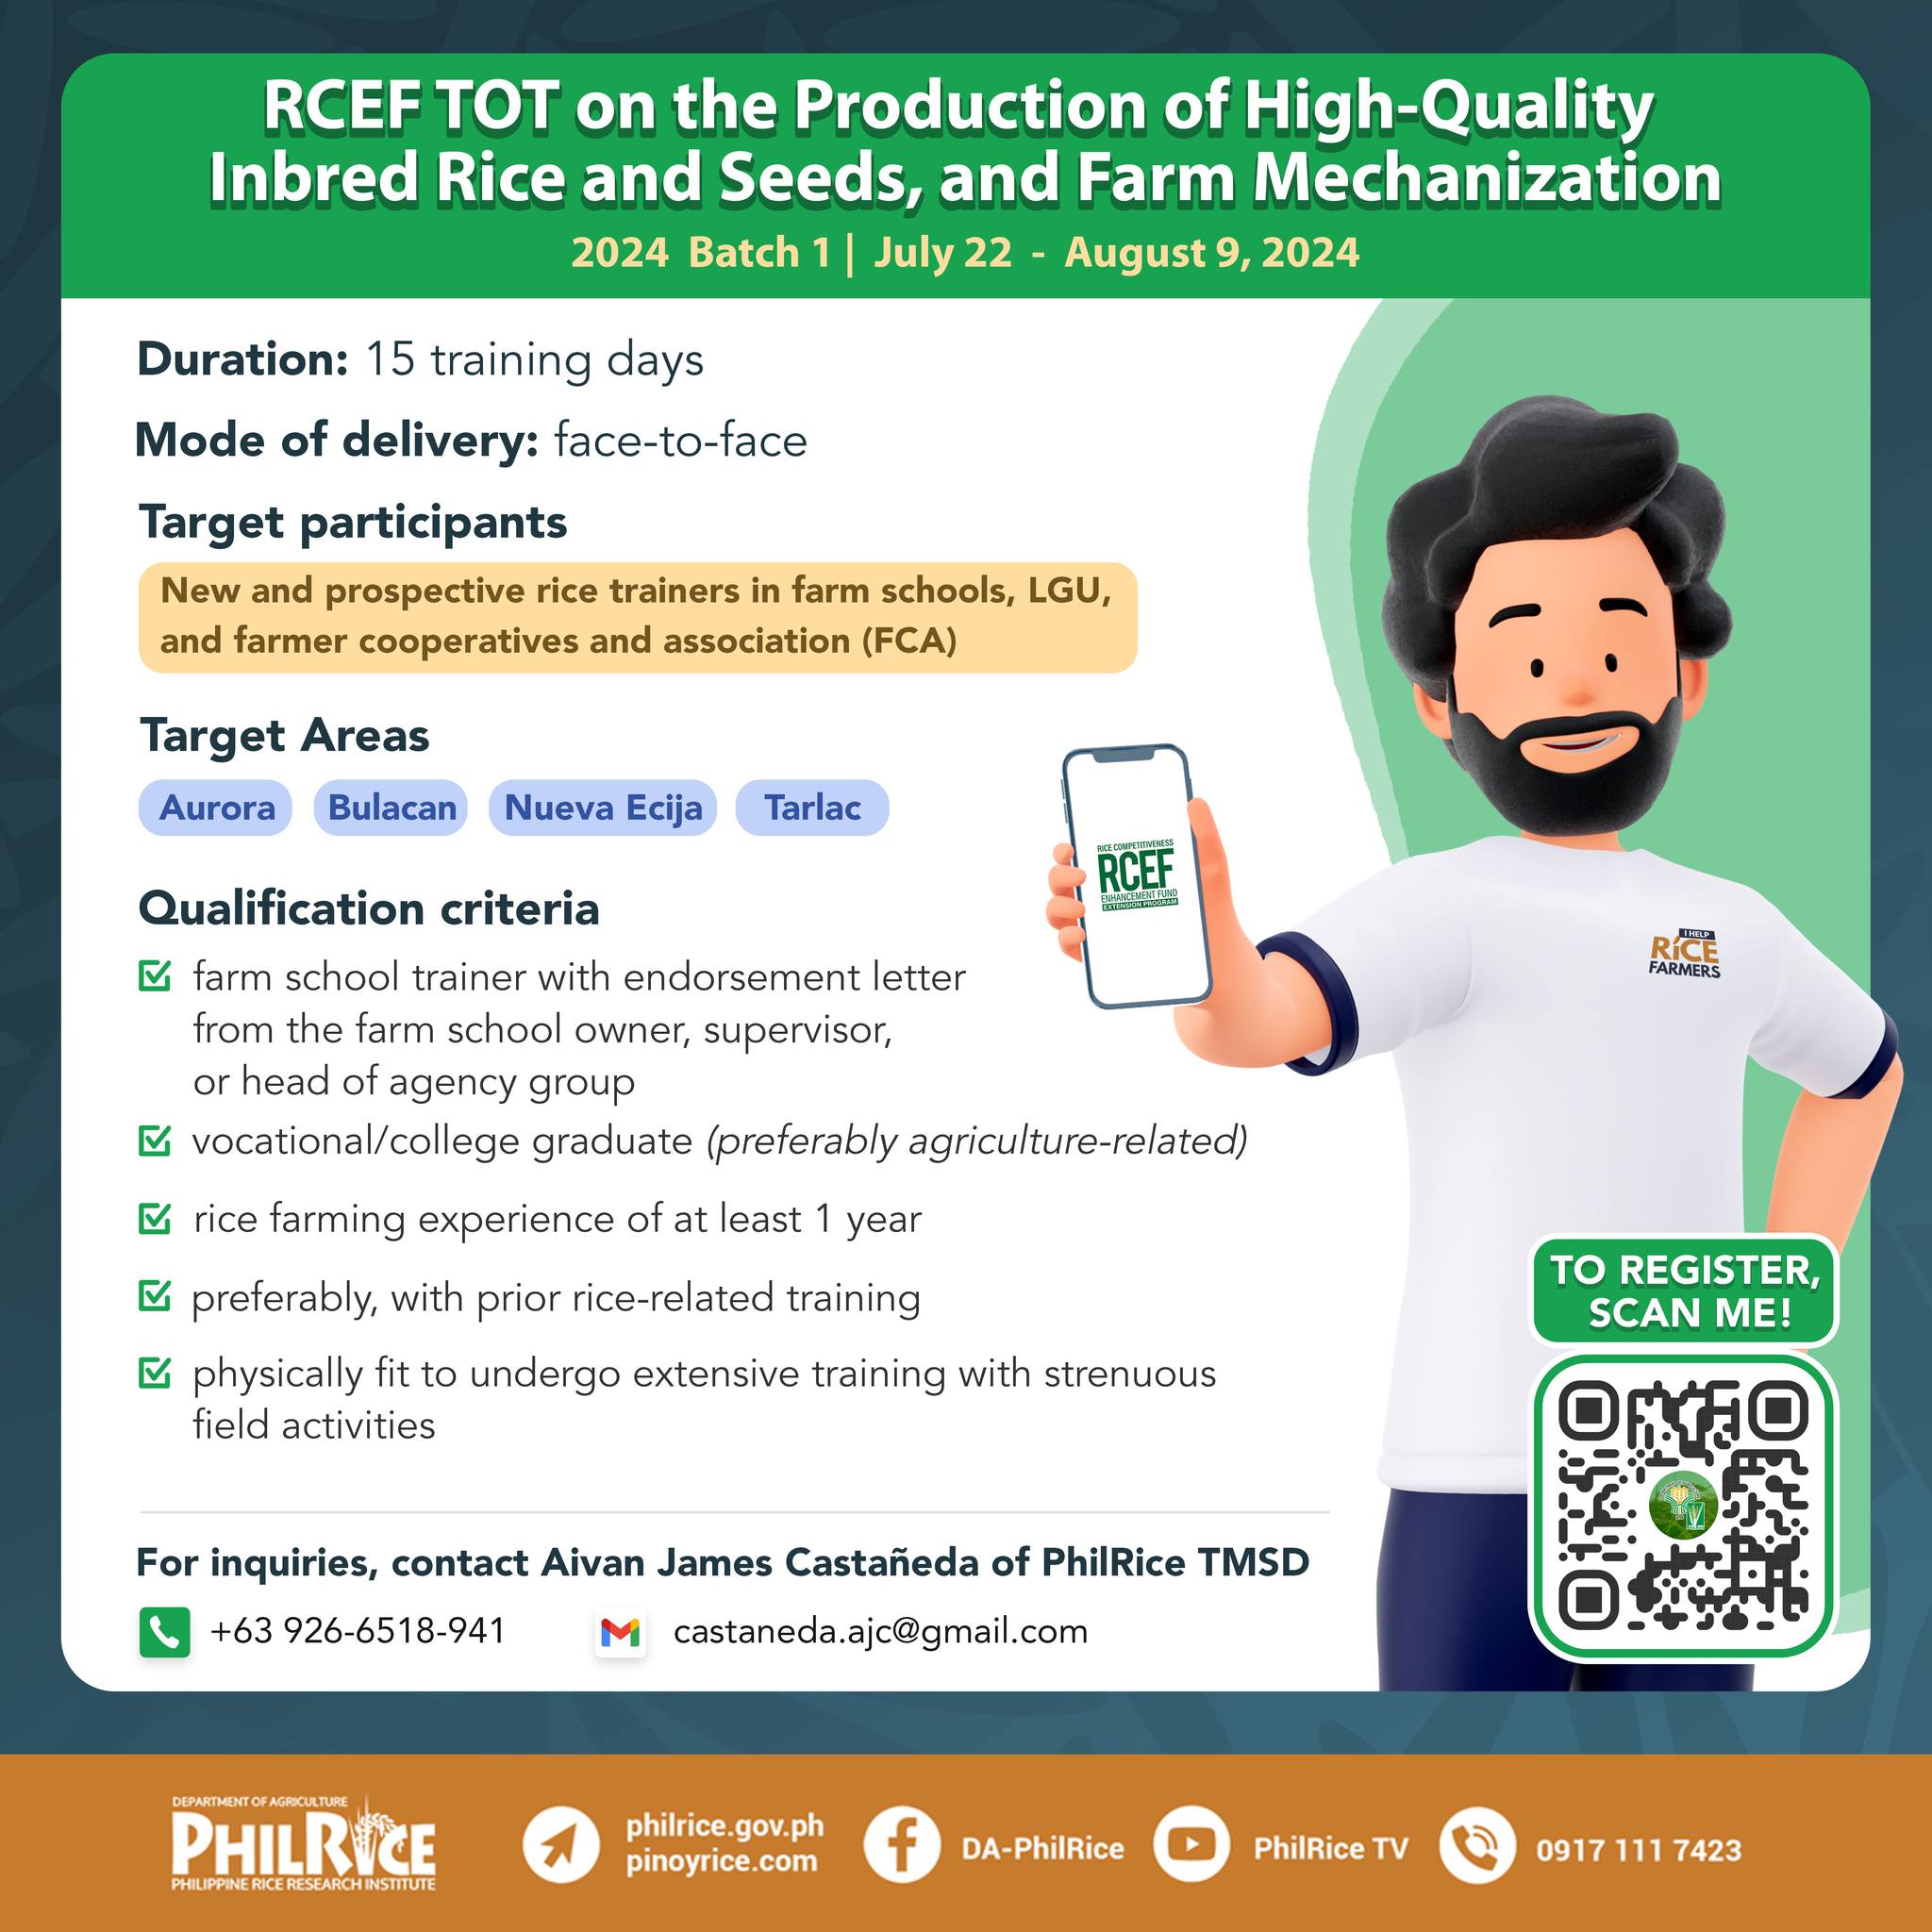 RCEF TOT on the Production of High-Quality
Inbred Rice and Seeds, and Farm Mechanization
2024 Batch 1 | July 22 - August 9, 2024
Duration: 15 training days
Mode of delivery: face-to-face
Target participants
New and prospective rice trainers in farm schools, LGU,
and farmer cooperatives and association (FCA)
Target Areas
Aurora
Bulacan
Nueva Ecija
Tarlac
Qualification criteria
farm school trainer with endorsement letter
from the farm school owner, supervisor,
or head of agency group
vocational/college graduate (preferably agriculture-related)
rice farming experience of at least 1 year
preferably, with prior rice-related training
physically fit to undergo extensive training with strenuous
field activities
RICE COMPETITIVENESS
RCEF
ENHANCEMENT FUND
EXTENSION PROGRAM
I HELP
RiCE
FARMERS
TO REGISTER,
SCAN ME!
For inquiries, contact Aivan James Castañeda of PhilRice TMSD
+63 926-6518-941
castaneda.ajc@gmail.com
DEPARTMENT OF AGRICULTURE
PHILRICE
PHILIPPINE RICE RESEARCH INSTITUTE
philrice.gov.ph
pinoyrice.com
DA-PhilRice
PhilRice TV
0917 111 7423